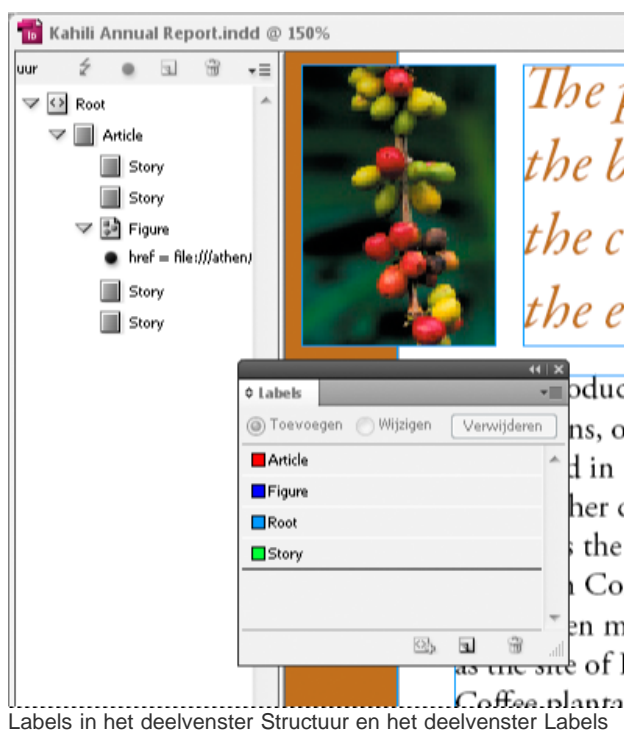 Kahili Annual Report.indd @ 150%
uur
Root
Article
Story
Story
Figure
href = file:///athen/
Story
Story
The p
the b
the c
the e
Labels
Toevoegen Wijzigen Verwijderen
Article
Figure
Root
Story
oduc
ns, o
d in
her c
the
Co
en m
as the site of
Coffee planta
Labels in het deelvenster Structuur en het deelvenster Labels